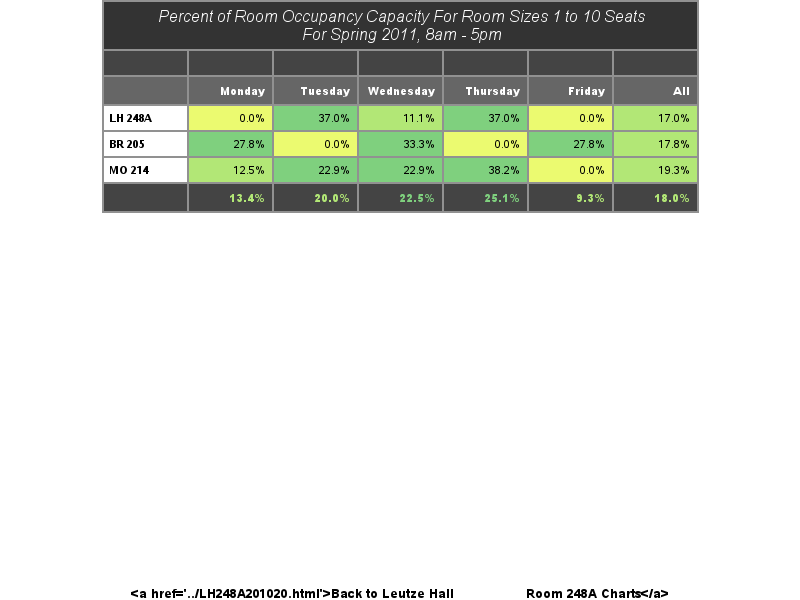 Percent of Room Occupancy Capacity For Room Sizes 1 to 10 Seats
For Spring 2011, 8am - 5pm
Monday Tuesday Wednesday Thursday Friday All
LH 248A 0.0% 37.0% 11.1% 37.0% 0.0% 17.0%
BR 205 27.8% 0.0% 33.3% 0.0% 27.8% 17.8%
MO 214 12.5% 22.9% 22.9% 38.2% 0.0% 19.3%
13.4% 20.0% 22.5% 25.1% 9.3% 18.0%
<a href='../LH248A201020.html'>Back to Leutze Hall Room 248A Charts</a>